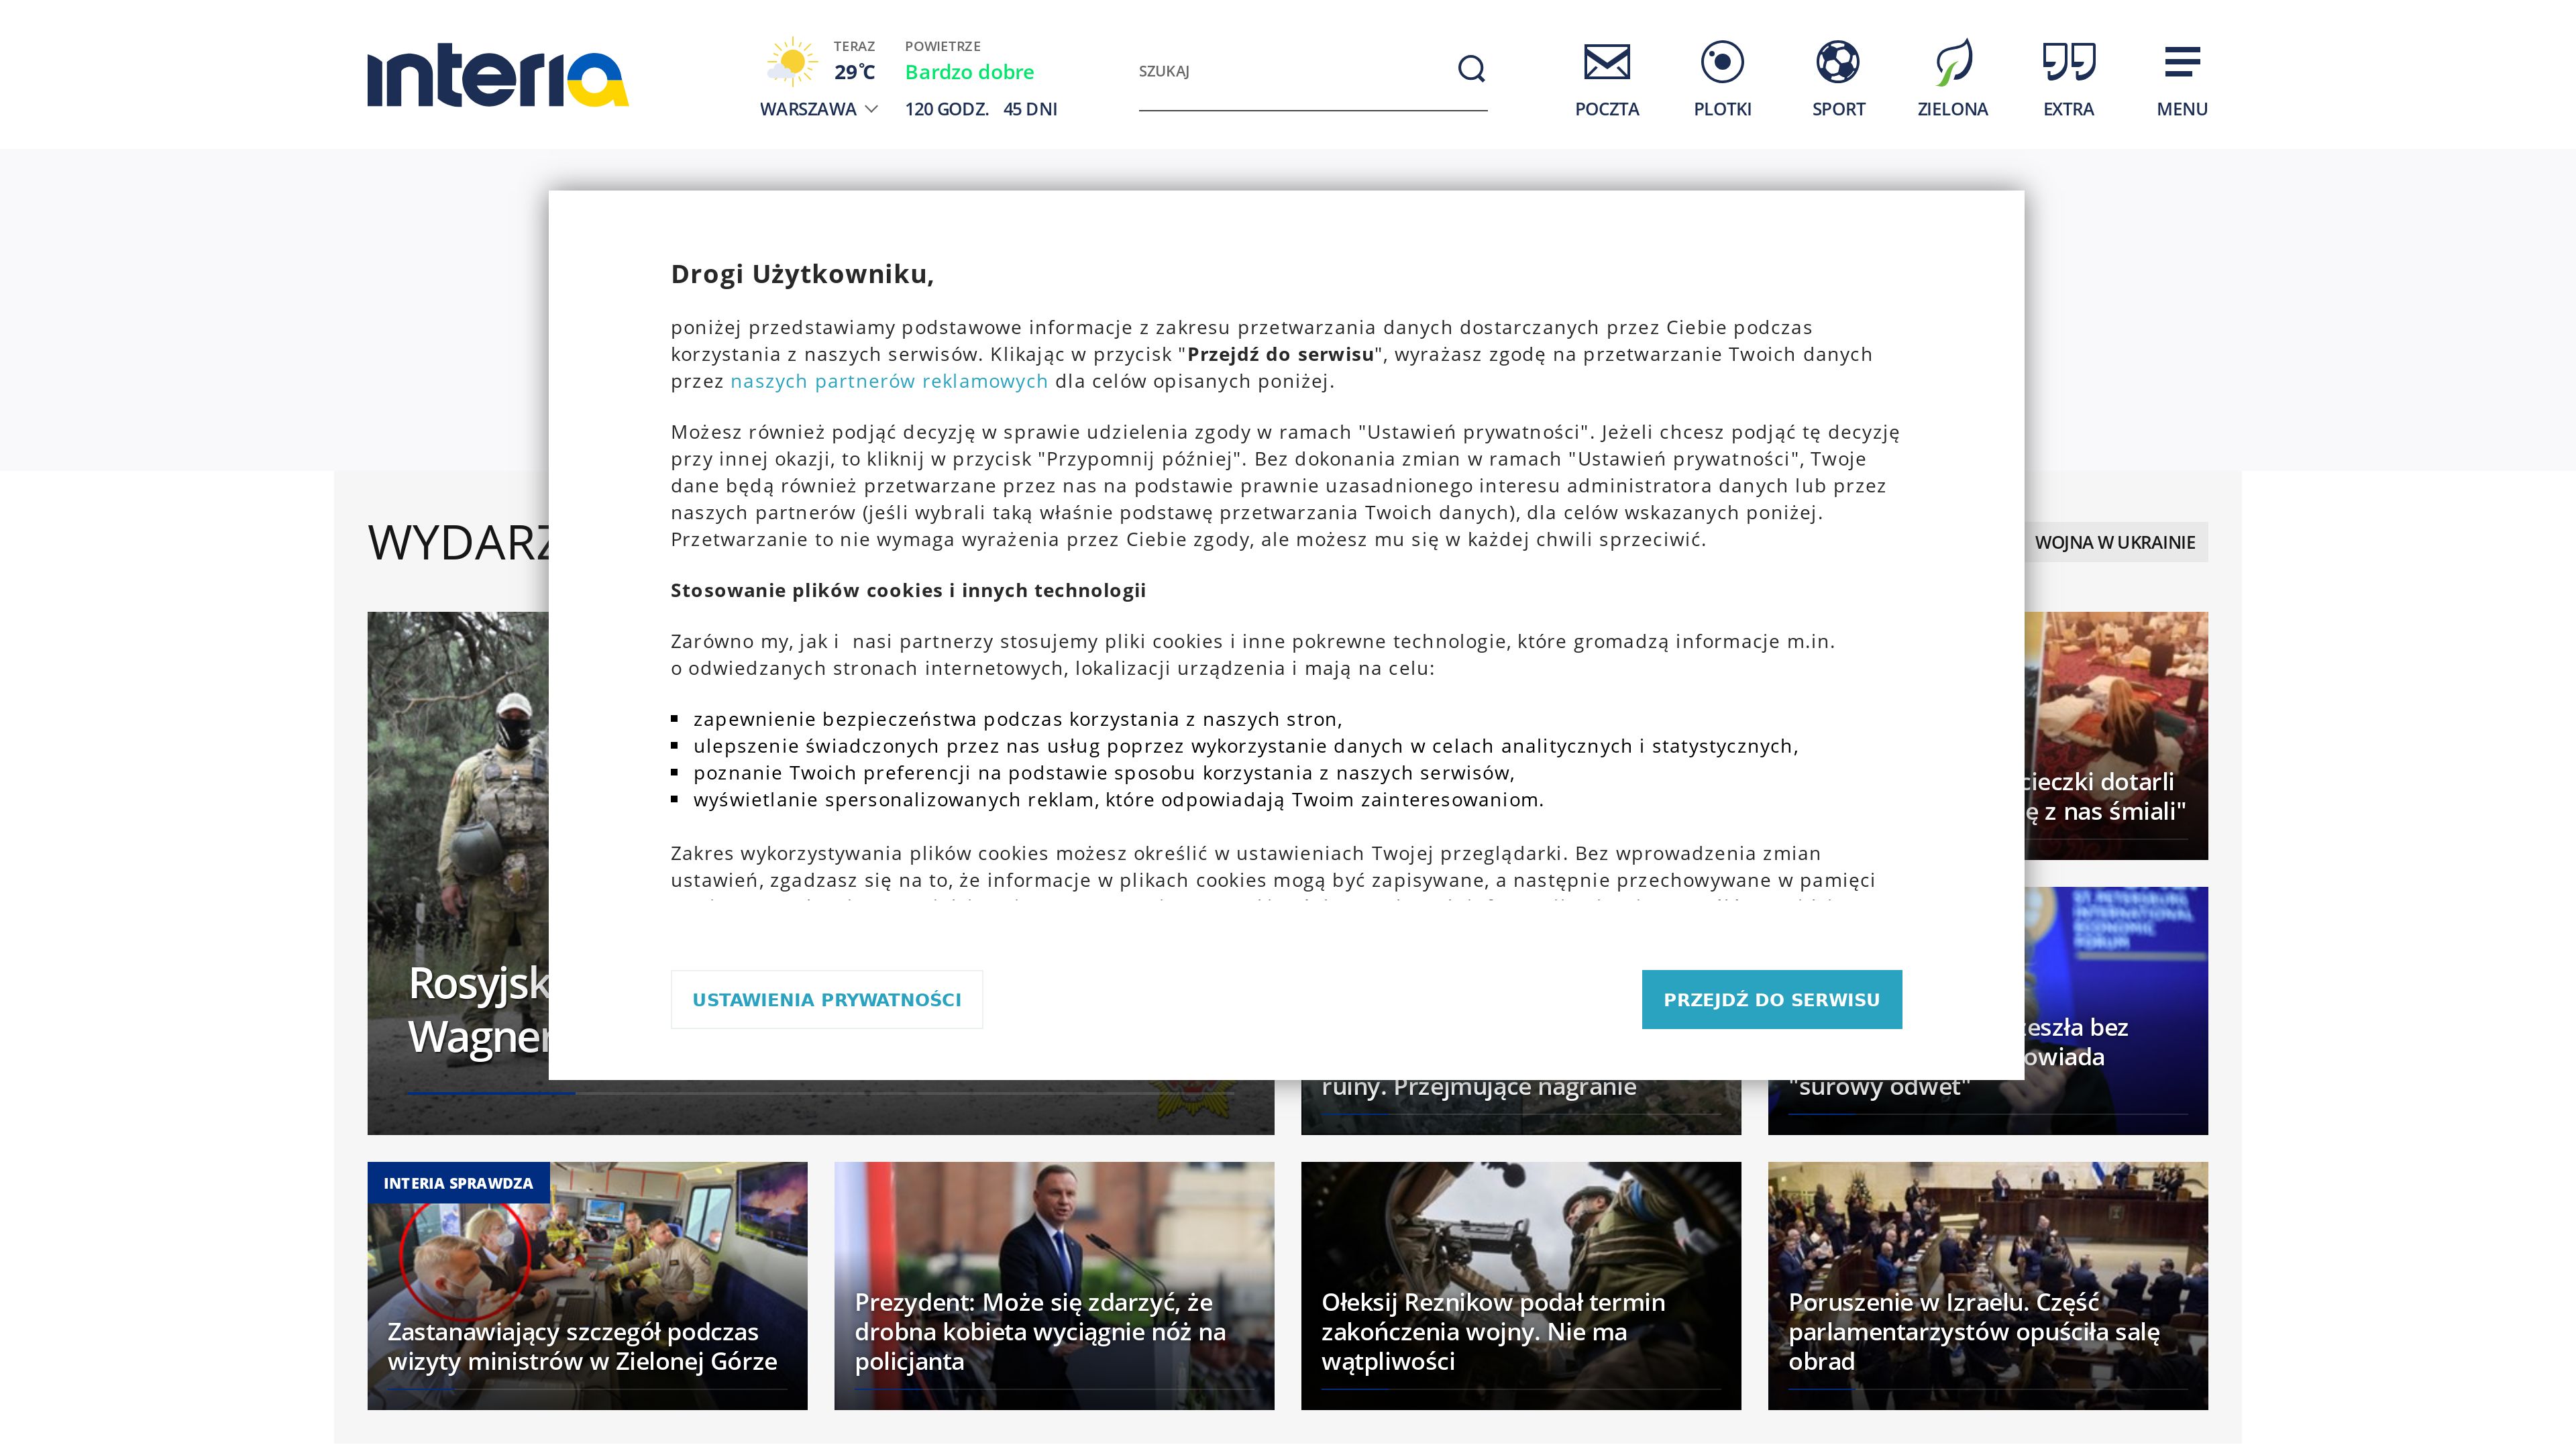 interia
TERAZ
29°C
WARSZAWA
POWIETRZE
Bardzo dobre
120 GODZ. 45 DNI
SZUKAJ
POCZTA
PLOTKI
SPORT
ZIELONA
EXTRA
MENU
Drogi Użytkowniku,
poniżej przedstawiamy podstawowe informacje z zakresu przetwarzania danych dostarczanych przez Ciebie podczas
korzystania z naszych serwisów. Klikając w przycisk "Przejdź do serwisu", wyrażasz zgodę na przetwarzanie Twoich danych
przez naszych partnerów reklamowych dla celów opisanych poniżej.
Możesz również podjąć decyzję w sprawie udzielenia zgody w ramach "Ustawień prywatności". Jeżeli chcesz podjąć tę decyzję
przy innej okazji, to kliknij w przycisk "Przypomnij później". Bez dokonania zmian w ramach "Ustawień prywatności", Twoje
dane będą również przetwarzane przez nas na podstawie prawnie uzasadnionego interesu administratora danych lub przez
naszych partnerów (jeśli wybrali taką właśnie podstawę przetwarzania Twoich danych), dla celów wskazanych poniżej.
Przetwarzanie to nie wymaga wyrażenia przez Ciebie zgody, ale możesz mu się w każdej chwili sprzeciwić.
Stosowanie plików cookies i innych technologii
Zarówno my, jak i nasi partnerzy stosujemy pliki cookies i inne pokrewne technologie, które gromadzą informacje m.in.
o odwiedzanych stronach internetowych, lokalizacji urządzenia i mają na celu:
zapewnienie bezpieczeństwa podczas korzystania z naszych stron,
ulepszenie świadczonych przez nas usług poprzez wykorzystanie danych w celach analitycznych i statystycznych,
poznanie Twoich preferencji na podstawie sposobu korzystania z naszych serwisów,
wyświetlanie spersonalizowanych reklam, które odpowiadają Twoim zainteresowaniom.
Zakres wykorzystywania plików cookies możesz określić w ustawieniach Twojej przeglądarki. Bez wprowadzenia zmian
ustawień, zgadzasz się na to, że informacje w plikach cookies mogą być zapisywane, a następnie przechowywane w pamięci
USTAWIENIA PRYWATNOŚCI
PRZEJDŹ DO SERWISU
WYDARZ
WOJNA W UKRAINIE
Rosyjsk
Wagner
cieczki dotarli
ę z nas śmiali"
ST. PETERSBURG
INTERNATIONAL
ECONOMIC
FORUM
ruiny. Przejmujące nagranie
zeszła bez
owiada
"surowy odwet"
INTERIA SPRAWDZA
Zastanawiający szczegół podczas
wizyty ministrów w Zielonej Górze
Prezydent: Może się zdarzyć, że
drobna kobieta wyciągnie nóż na
policjanta
Ołeksij Reznikow podał termin
zakończenia wojny. Nie ma
wątpliwości
Poruszenie w Izraelu. Część
parlamentarzystów opuściła salę
obrad